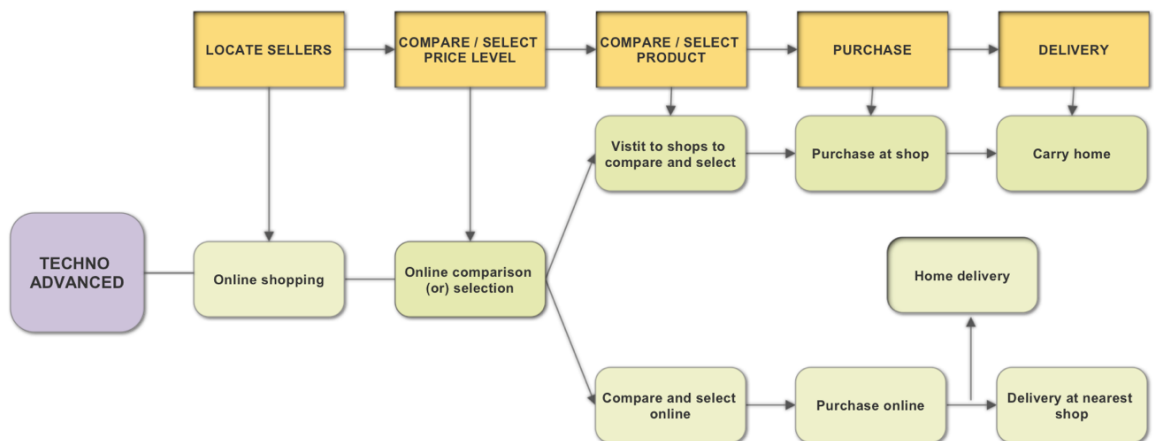 LOCATE SELLERS
COMPARE / SELECT
PRICE LEVEL
COMPARE / SELECT
PRODUCT
PURCHASE
DELIVERY
Vistit to shops to
compare and select
Purchase at shop
Carry home
TECHNO
ADVANCED
Online shopping
Online comparison
(or) selection
Home delivery
Compare and select
online
Purchase online
Delivery at nearest
shop